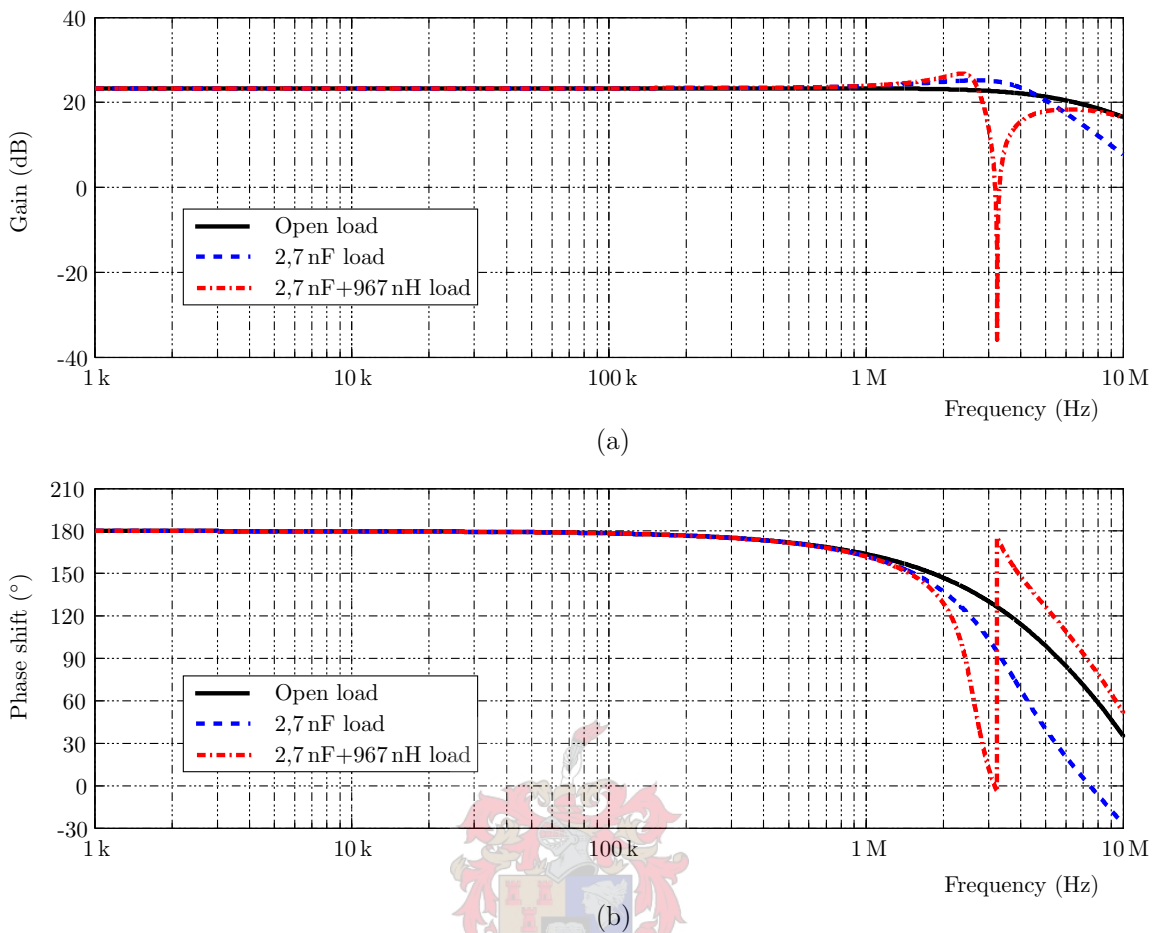 40
20
0
-20
-40
Gain (dB)
Open load
2,7 nF load
2,7 nF+967 nH load
1 k
10 k
100 k
1 M
10 M
Frequency (Hz)
(a)
210
180
150
120
90
60
30
0
-30
Phase shift (°)
Open load
2,7 nF load
2,7 nF+967 nH load
1 k
10 k
100 k
1 M
10 M
Frequency (Hz)
(b)